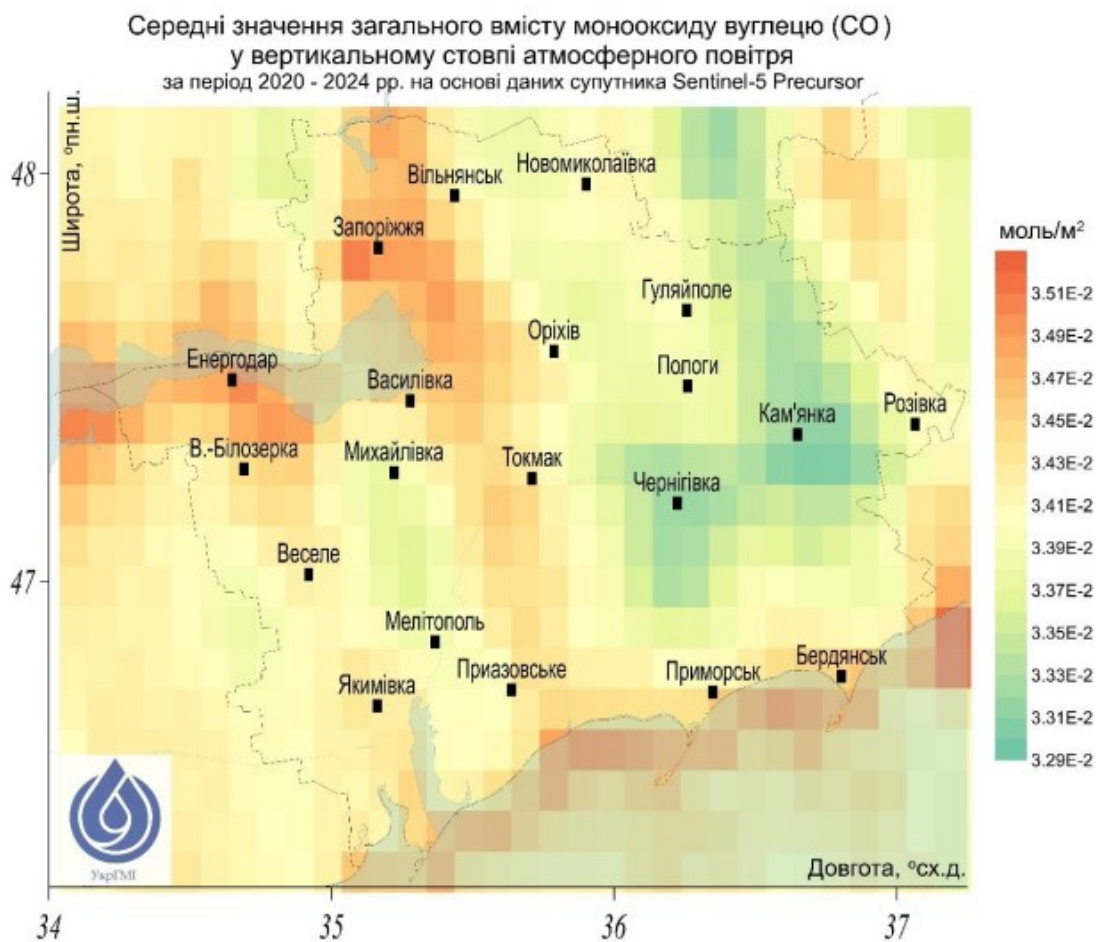 Середні значення загального вмісту монооксиду вуглецю (CO)
у вертикальному стовпі атмосферного повітря
за період 2020 - 2024 рр. на основі даних супутника Sentinel-5 Precursor
Широта, ºпн.ш.
48
47
Вільнянськ
Новомиколаївка
Запоріжжя
Гуляйполе
Оріхів
Енергодар
Василівка
Пологи
Кам'янка
Розівка
В.-Білозерка
Михайлівка
Токмак
Чернігівка
Веселе
Мелітополь
Якимівка
Приазовське
Приморськ
Бердянськ
УкрГМІ
Довгота, ºсх.д.
34
35
36
37
моль/м²
3.51E-2
3.49E-2
3.47E-2
3.45E-2
3.43E-2
3.41E-2
3.39E-2
3.37E-2
3.35E-2
3.33E-2
3.31E-2
3.29E-2